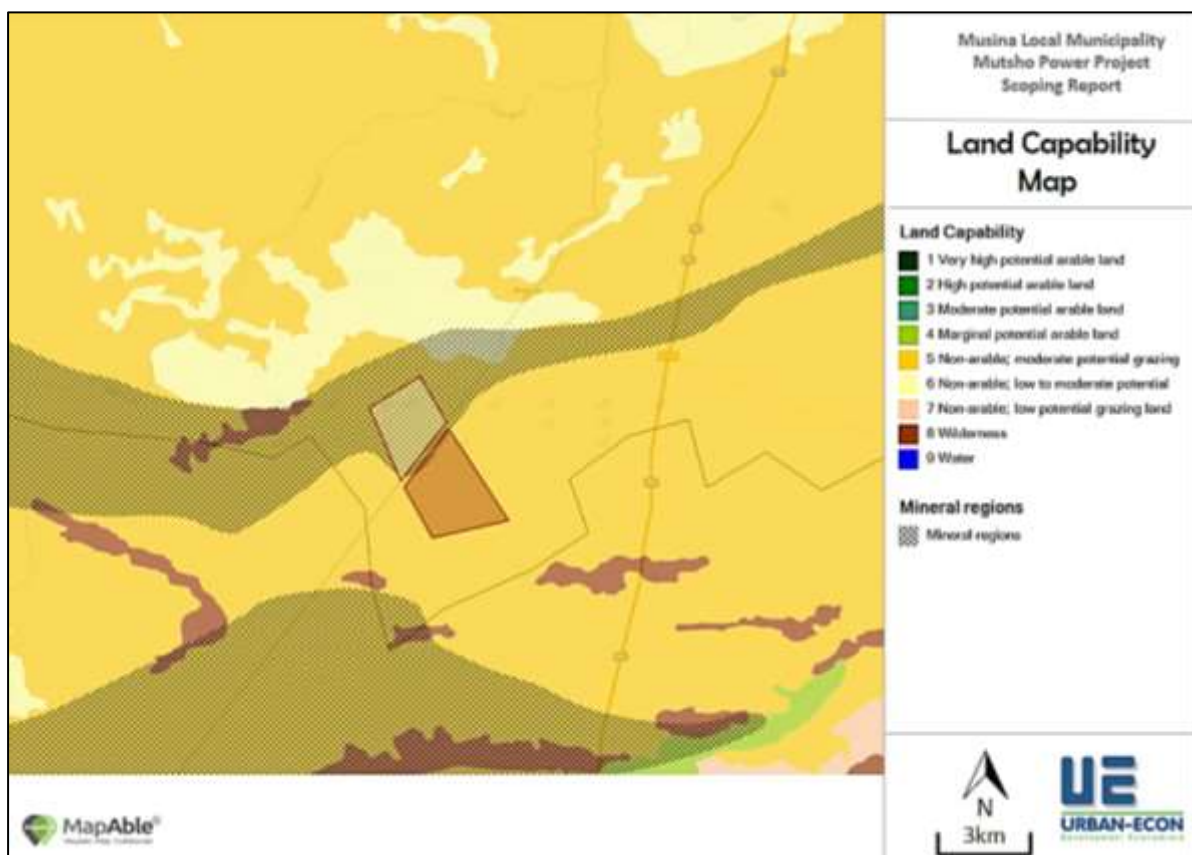 Musina Local Municipality
Mutsho Power Project
Scoping Report
Land Capability
Map
Land Capability
1 Very high potential arable land
2 High potential arable land
3 Moderate potential arable land
4 Marginal potential arable land
5 Non-arable; moderate potential grazing
6 Non-arable; low to moderate potential
7 Non-arable; low potential grazing land
8 Wilderness
9 Water
Mineral regions
Mineral regions
MapAble®
N
3km
UE
URBAN-ECON
Development Economists